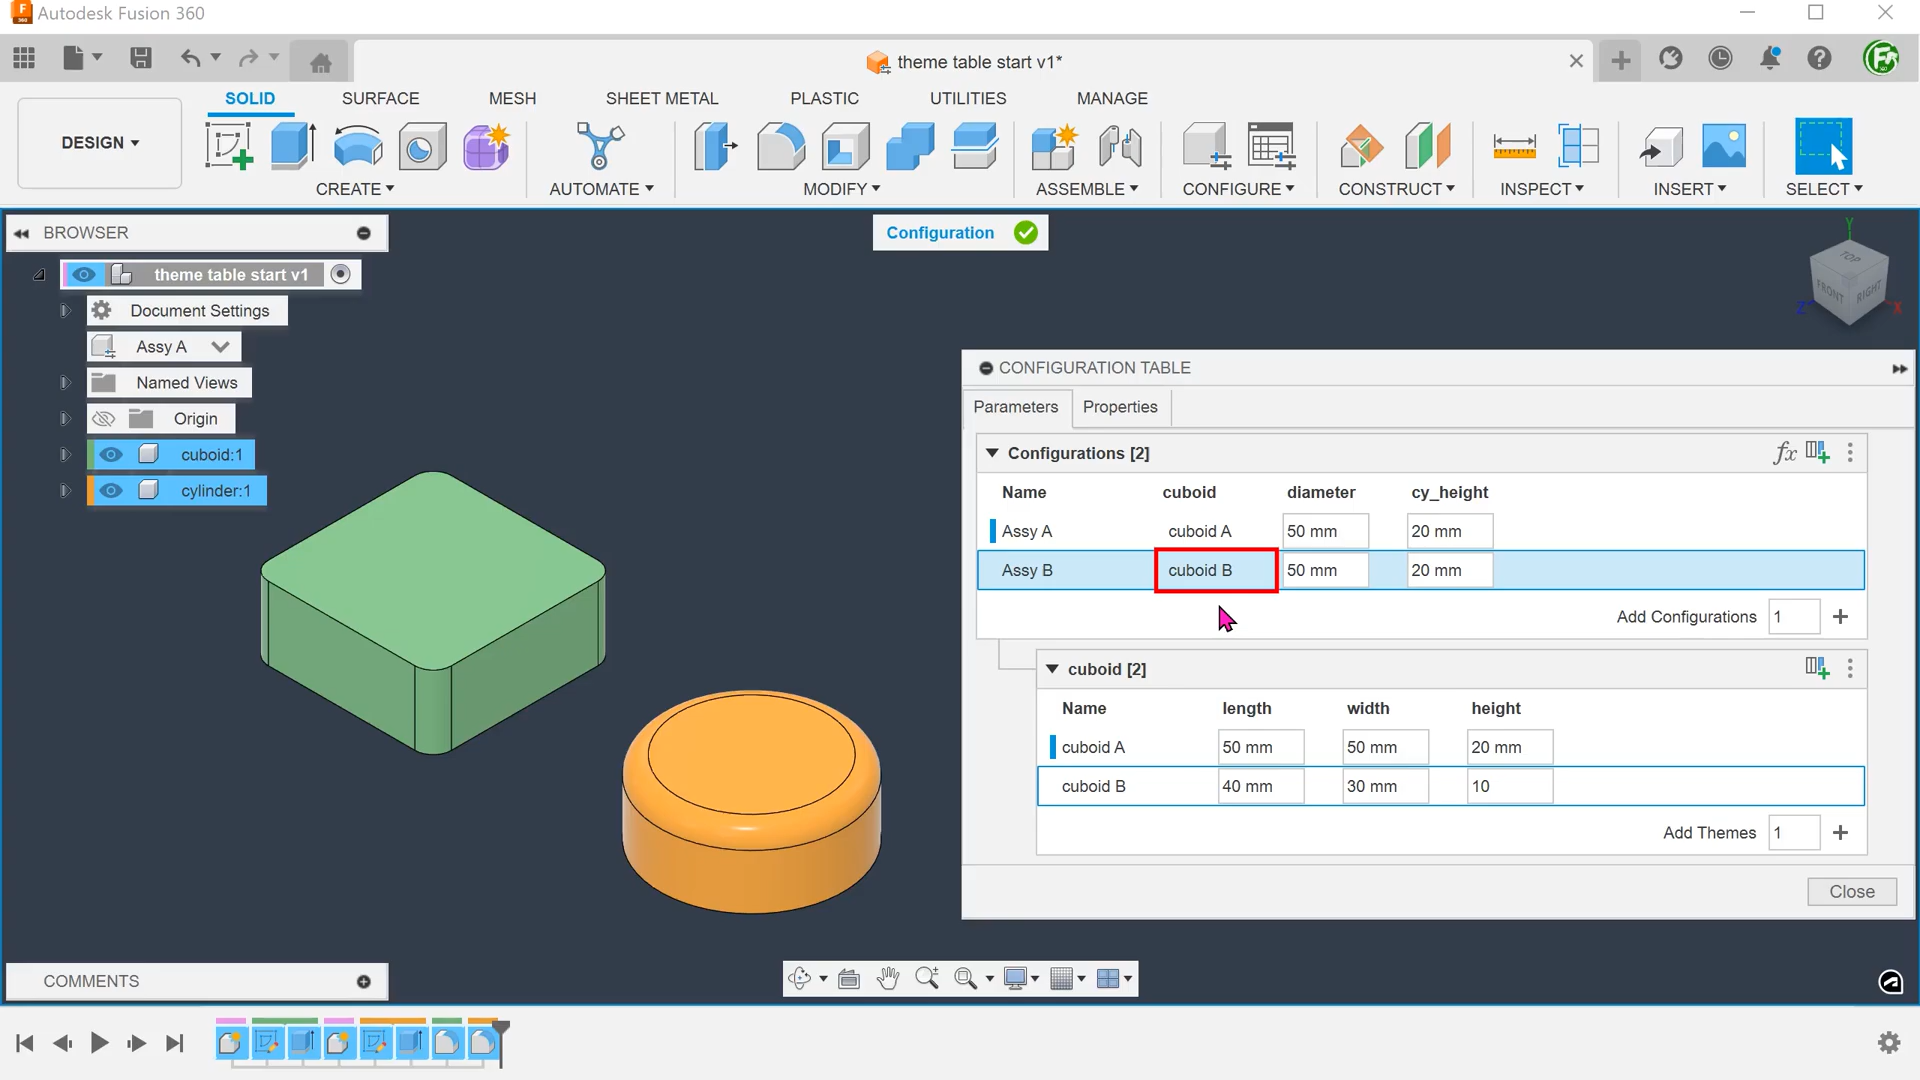 Autodesk Fusion 360
theme table start v1*
DESIGN
SOLID SURFACE MESH SHEET METAL PLASTIC UTILITIES MANAGE
CREATE AUTOMATE MODIFY ASSEMBLE CONFIGURE CONSTRUCT INSPECT INSERT SELECT
BROWSER
Configuration
theme table start v1
Document Settings
Assy A
Named Views
Origin
cuboid:1
cylinder:1
Y
TOP
FRONT RIGHT
Z X
CONFIGURATION TABLE
Parameters Properties
Configurations [2]
fx
Name cuboid diameter cy_height
Assy A cuboid A 50 mm 20 mm
Assy B cuboid B 50 mm 20 mm
Add Configurations 1
cuboid [2]
Name length width height
cuboid A 50 mm 50 mm 20 mm
cuboid B 40 mm 30 mm 10
Add Themes 1
Close
COMMENTS